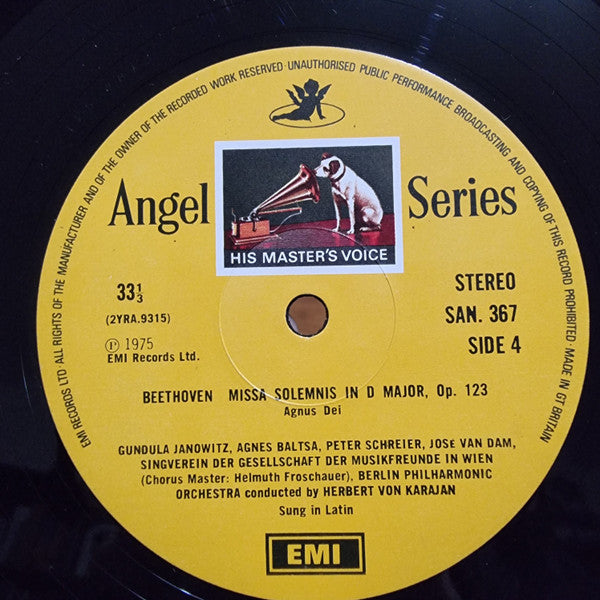 EMI RECORDS LTD · ALL RIGHTS OF THE MANUFACTURER AND OF THE OWNER OF THE RECORDED WORK RESERVED · UNAUTHORISED PUBLIC PERFORMANCE BROADCASTING AND COPYING OF THIS RECORD PROHIBITED · MADE IN GT BRITAIN
Angel Series
HIS MASTER'S VOICE
33⅓
(2YRA.9315)
Ⓟ 1975
EMI Records Ltd.
STEREO
SAN. 367
SIDE 4
BEETHOVEN MISSA SOLEMNIS IN D MAJOR, Op. 123
Agnus Dei
GUNDULA JANOWITZ, AGNES BALTSA, PETER SCHREIER, JOSE VAN DAM,
SINGVEREIN DER GESELLSCHAFT DER MUSIKFREUNDE IN WIEN
(Chorus Master: Helmuth Froschauer), BERLIN PHILHARMONIC
ORCHESTRA conducted by HERBERT VON KARAJAN
Sung in Latin
EMI